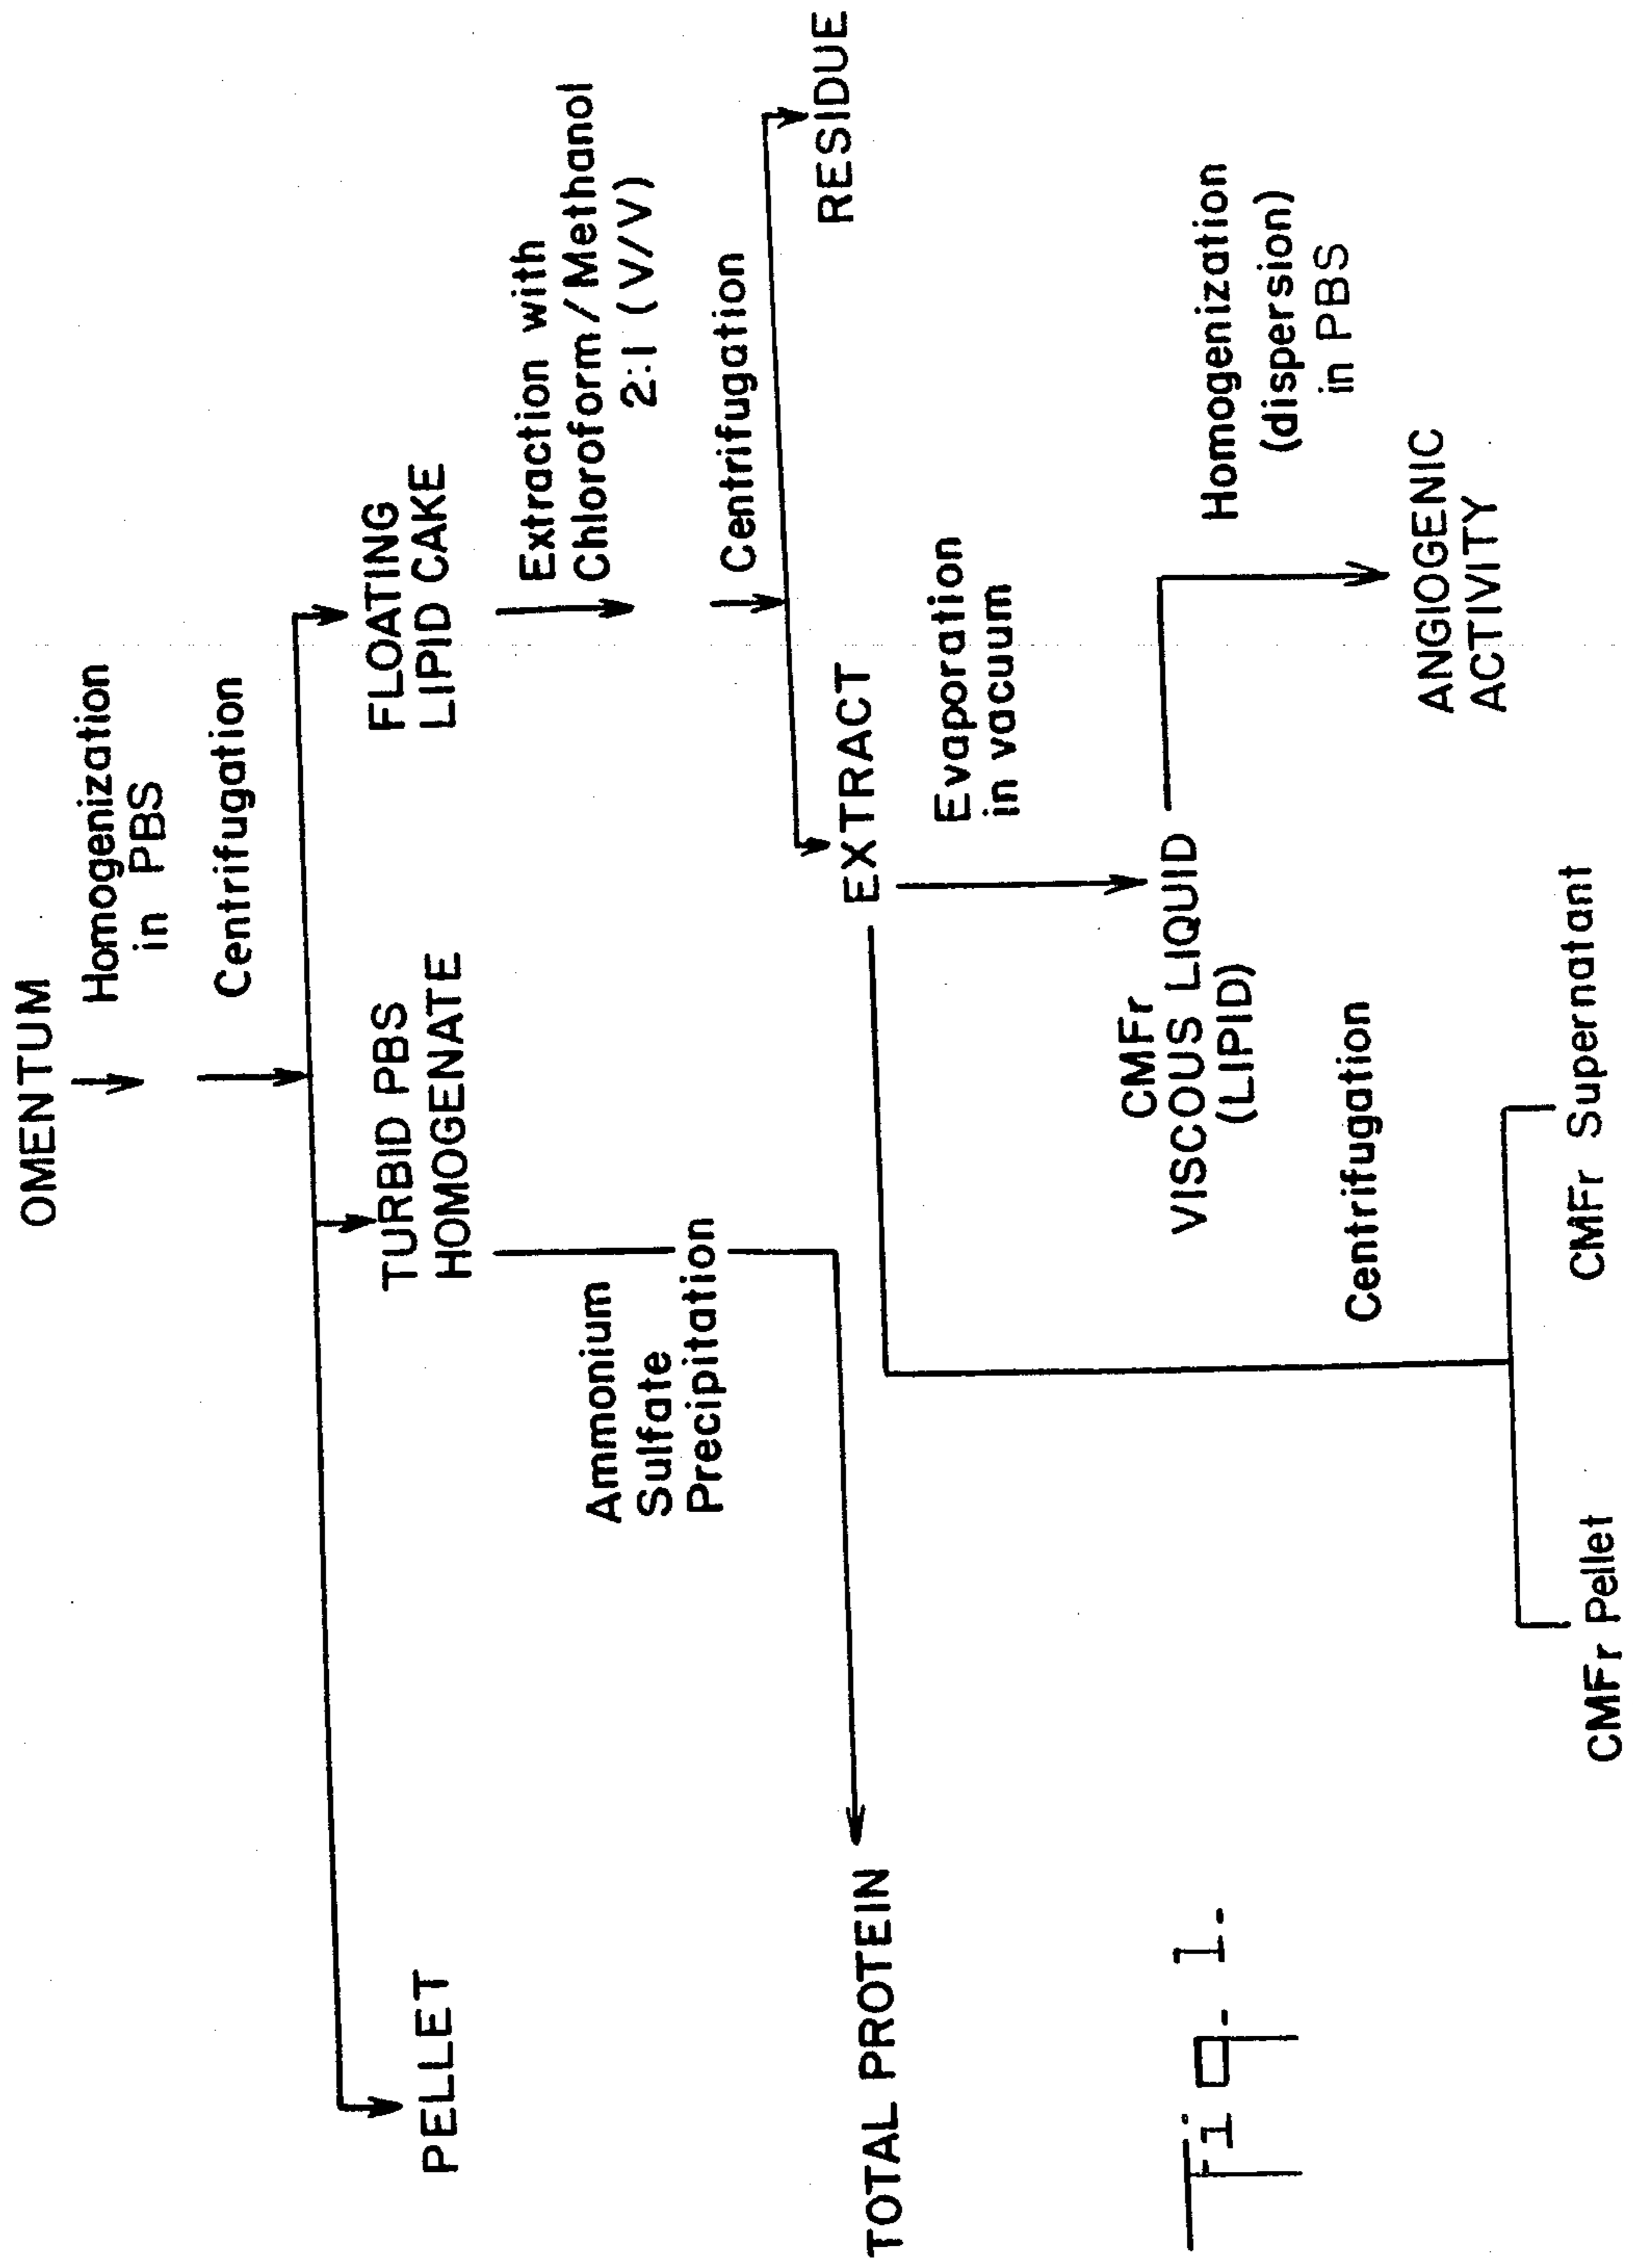 OMENTUM
Homogenization
in PBS
Centrifugation
PELLET
TURBID PBS
HOMOGENATE
FLOATING
LIPID CAKE
Ammonium
Sulfate
Precipitation
Extraction with
Chloroform/Methanol
2:1 (V/V)
Centrifugation
TOTAL PROTEIN
EXTRACT
RESIDUE
Evaporation
in vacuum
CMFr
VISCOUS LIQUID
(LIPID)
Homogenization
(dispersion)
in PBS
Centrifugation
ANGIOGENIC
ACTIVITY
CMFr Pellet
CMFr Supernatant
Fig. 1.